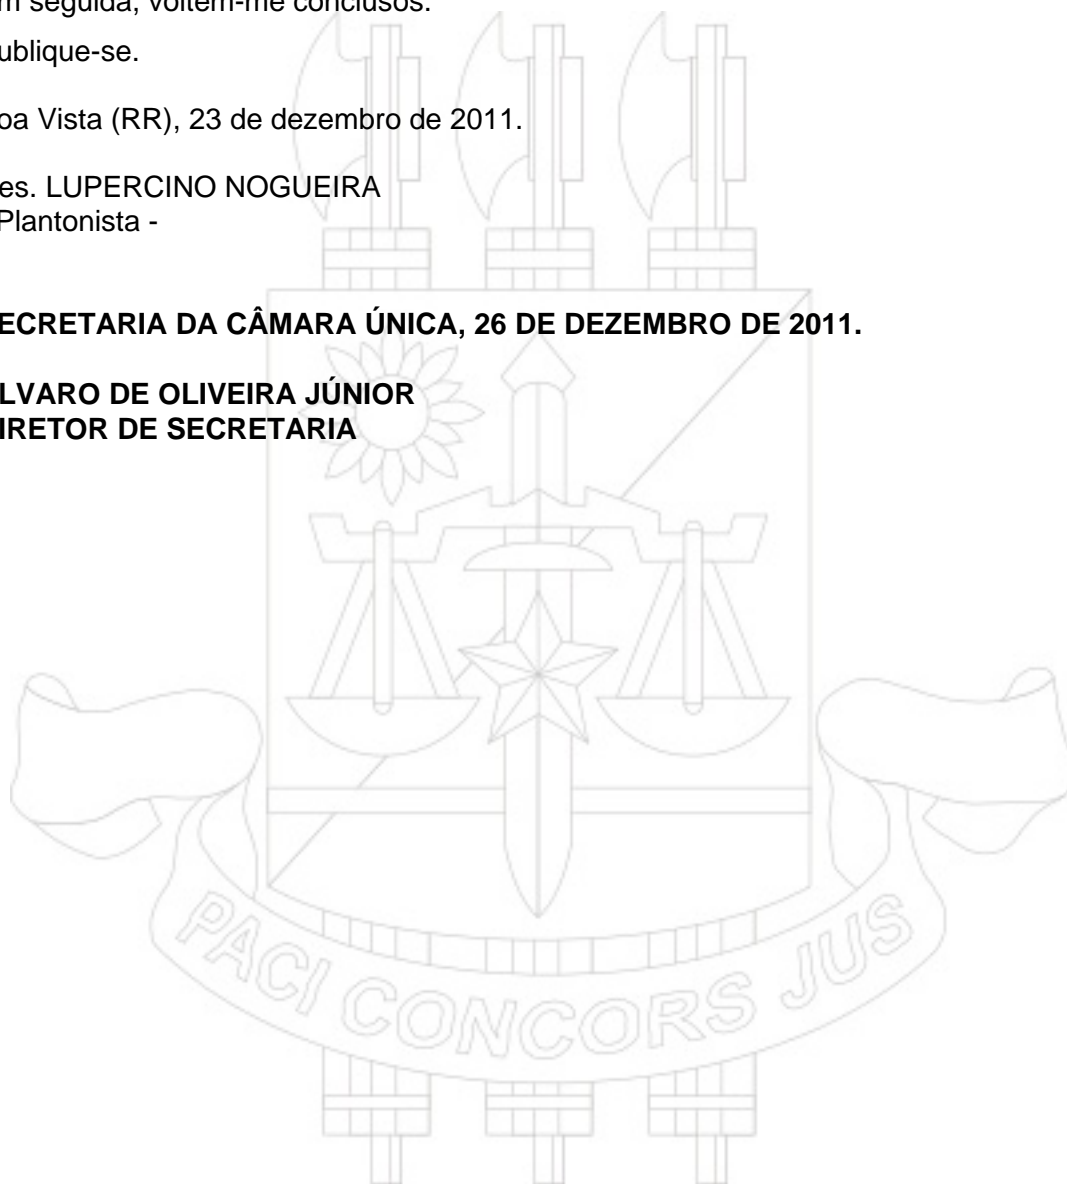 m seguida, voltem-me conclusos.
ublique-se.
oa Vista (RR), 23 de dezembro de 2011.
es. LUPERCINO NOGUEIRA
Plantonista -
ECRETARIA DA CÂMARA ÚNICA, 26 DE DEZEMBRO DE 2011.
LVARO DE OLIVEIRA JÚNIOR
IRETOR DE SECRETARIA
PACI CONCORS JUS